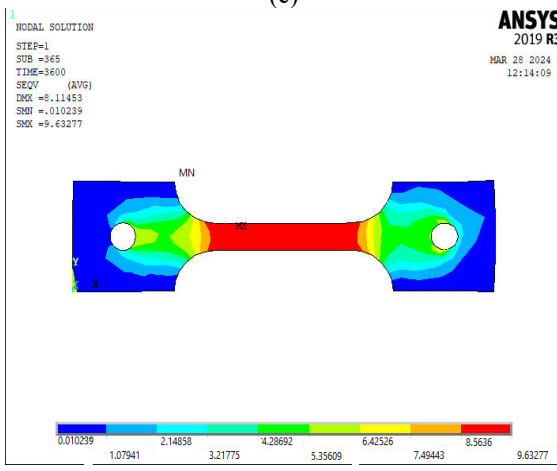 (c)
1
NODAL SOLUTION
STEP=1
SUB =365
TIME=3600
SEQV (AVG)
DMX =8.11453
SMN =.010239
SMX =9.63277
ANSYS
2019 R3
MAR 28 2024
12:14:09
MN
MX
Y
Z X
0.010239 2.14858 4.28692 6.42526 8.5636
1.07941 3.21775 5.35609 7.49443 9.63277